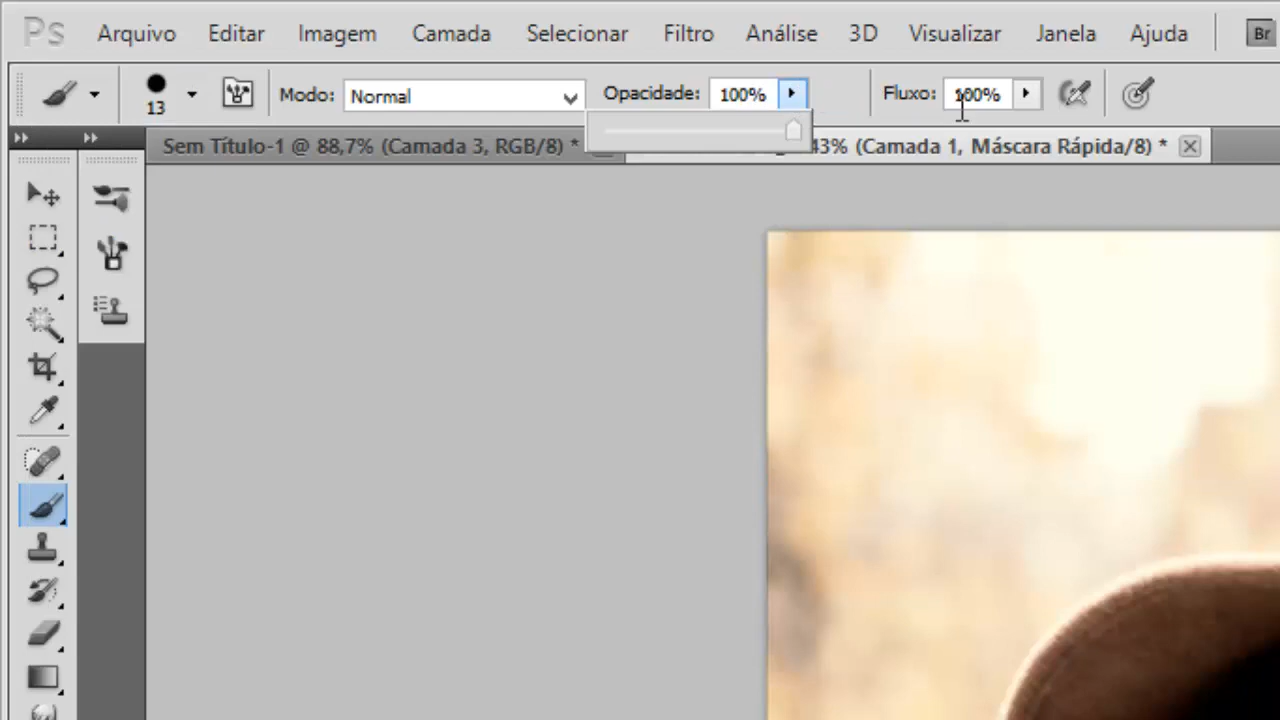 Ps Arquivo Editar Imagem Camada Selecionar Filtro Análise 3D Visualizar Janela Ajuda Br
13 Modo: Normal Opacidade: 100% Fluxo: 100%
Sem Título-1 @ 88,7% (Camada 3, RGB/8) * 43% (Camada 1, Máscara Rápida/8) *